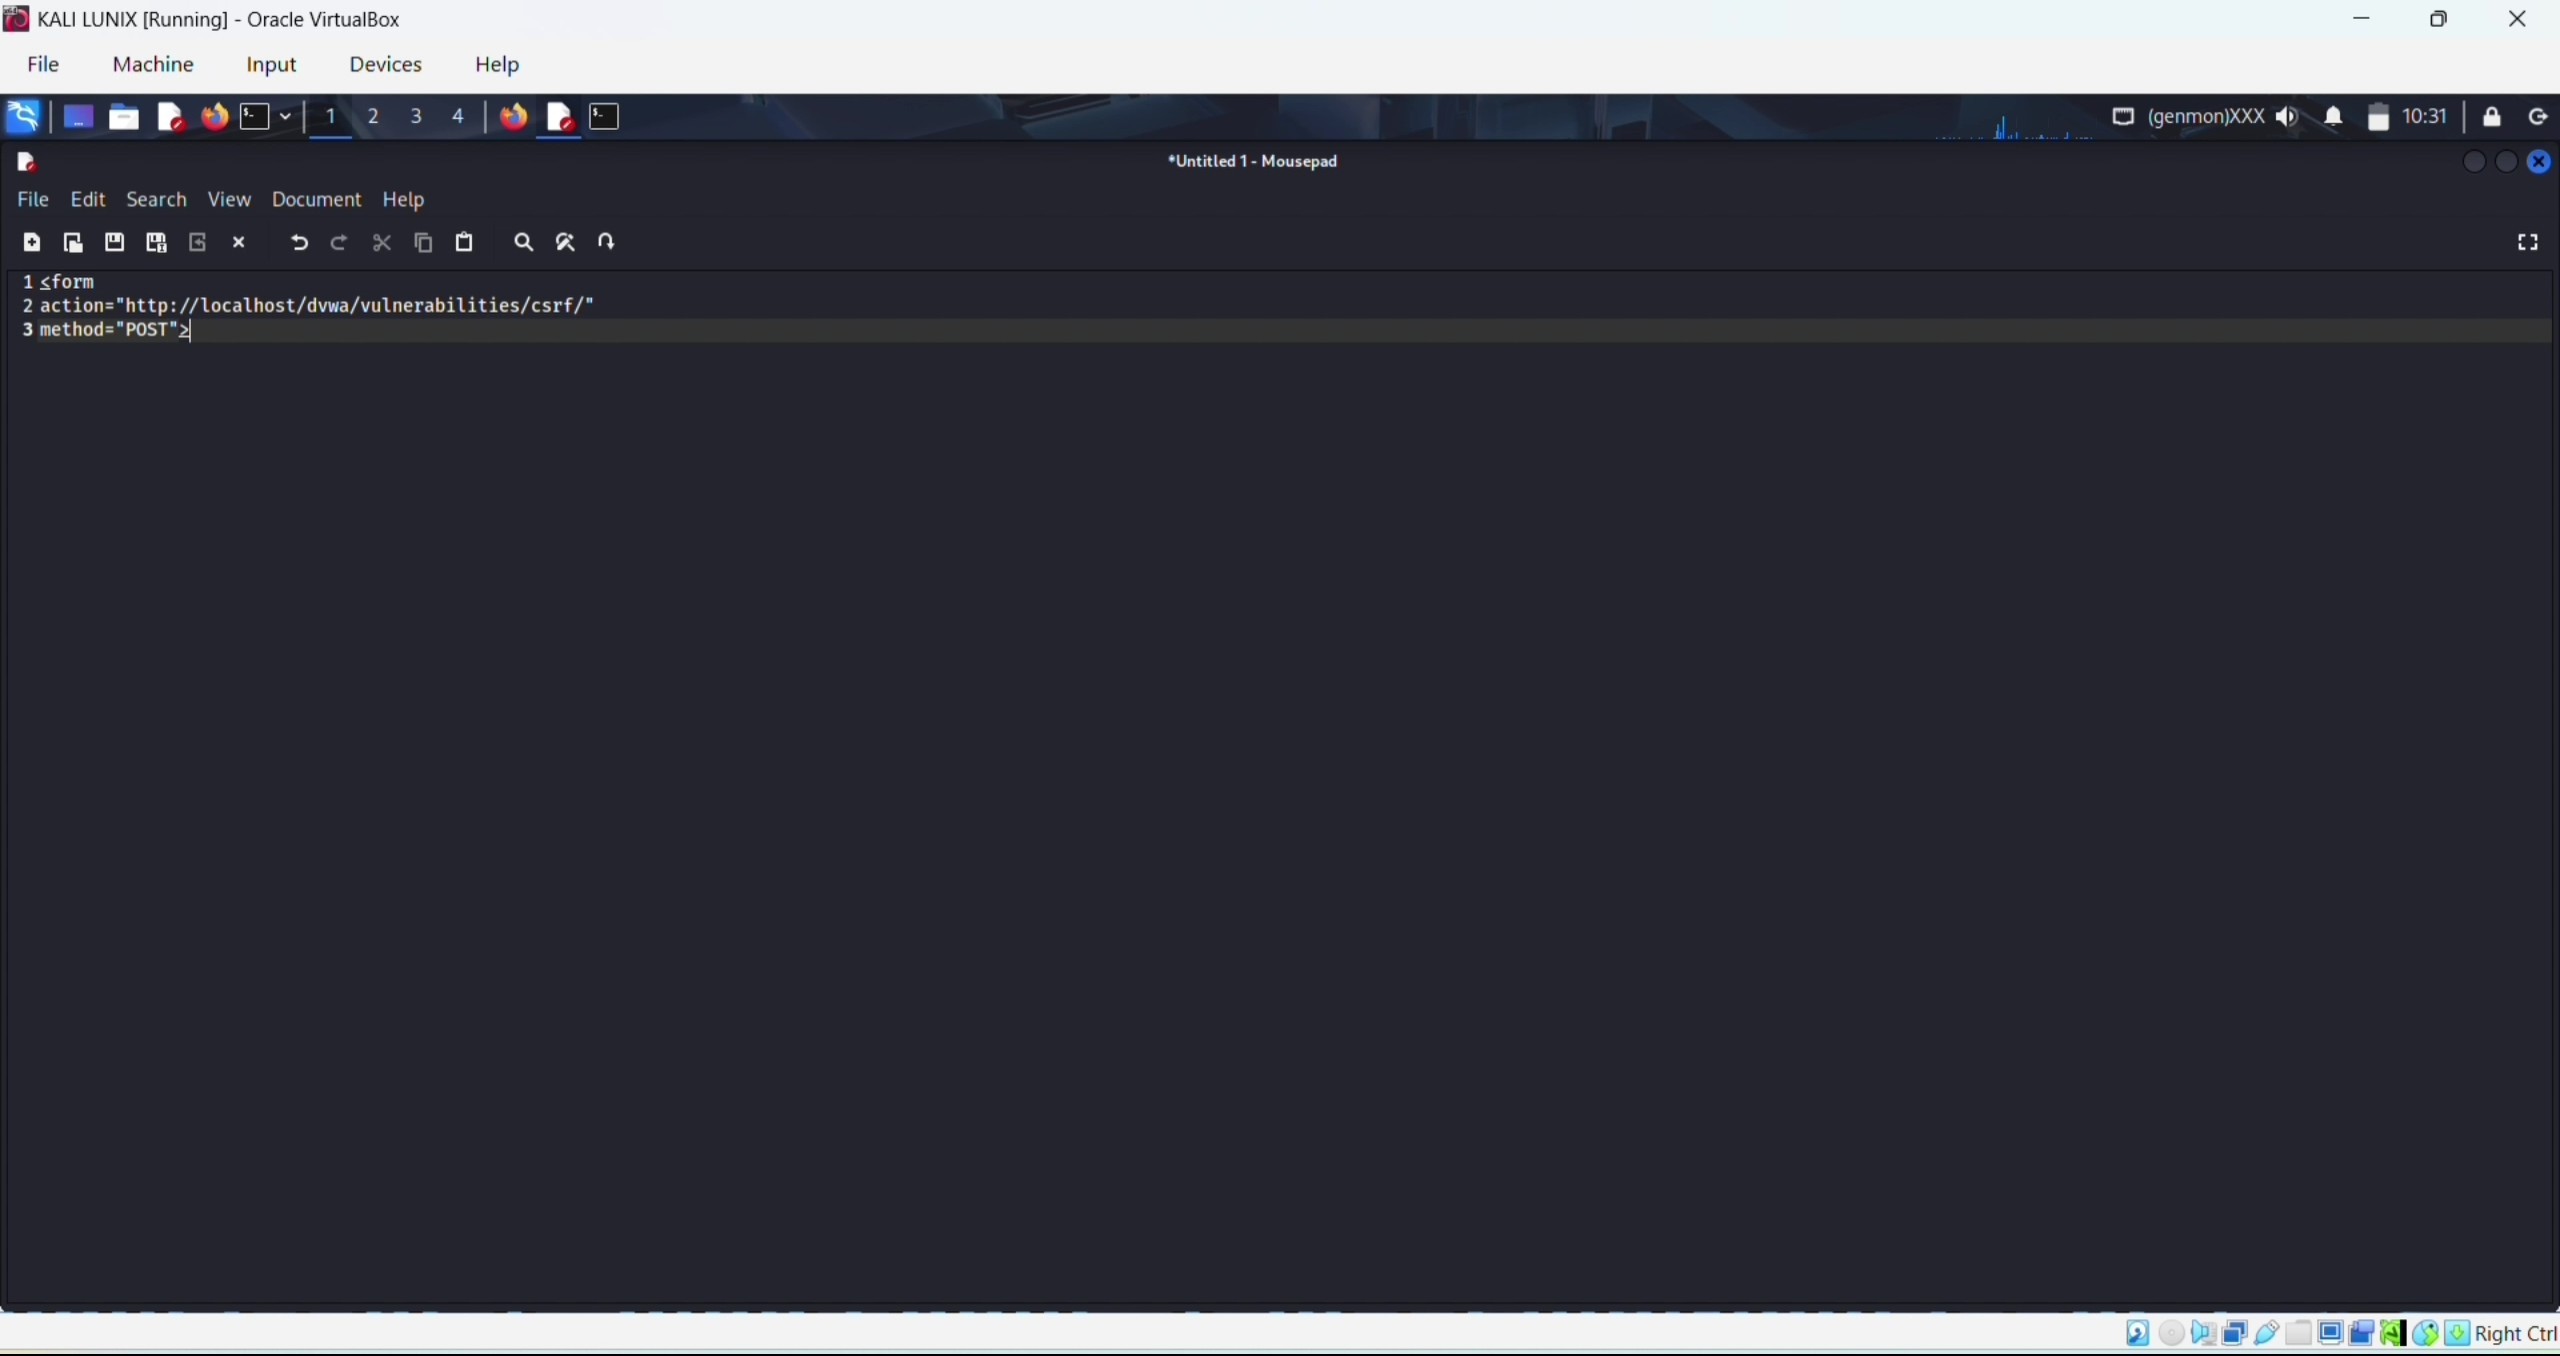 KALI LUNIX [Running] - Oracle VirtualBox
File Machine Input Devices Help
1 2 3 4 (genmon)XXX 10:31
*Untitled 1 - Mousepad
File Edit Search View Document Help
1 <form
2 action="http://localhost/dvwa/vulnerabilities/csrf/"
3 method="POST">
Right Ctrl